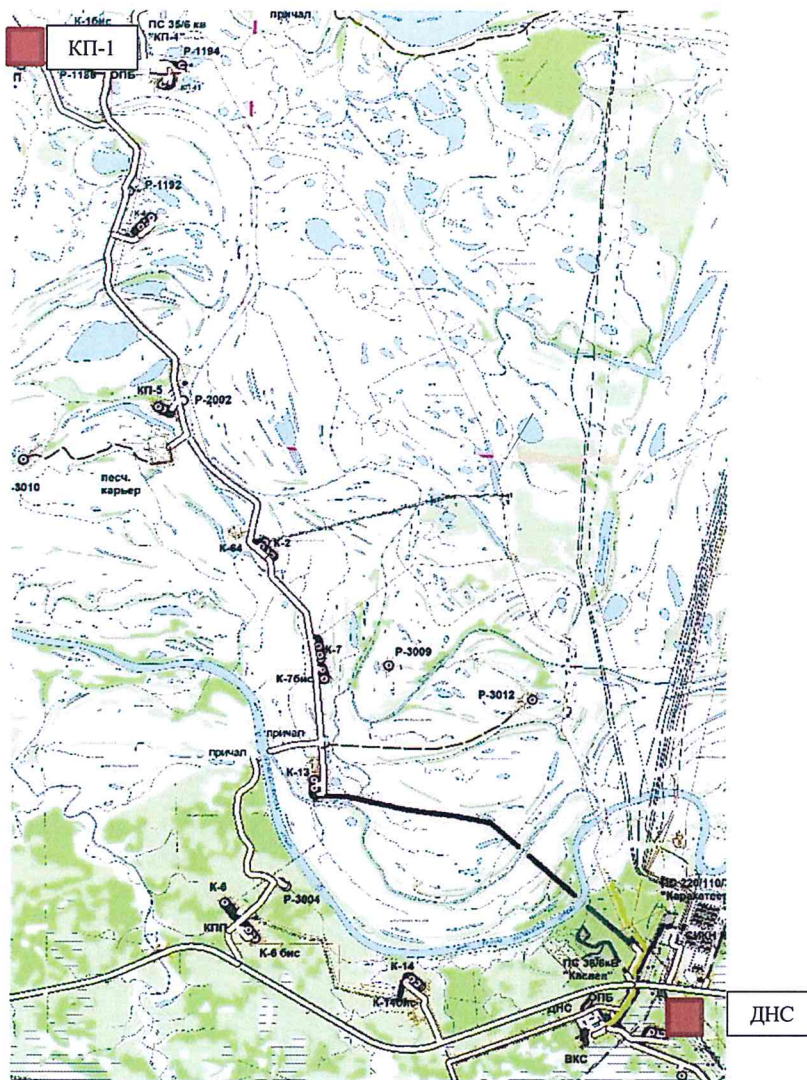 К-1бис
ПС 35/6 кв
"КП-4"
причал
КП-1
Р-1194
ОПБ
Р-1192
КП-5
Р-2002
-3010
песч.
карьер
К-64
К-2
К-7
К-7бис
Р-3009
Р-3012
причал
причал
К-13
К-6
КПП
Р-3004
К-6 бис
К-14
ПС 35/6кВ
ДНС
ОПБ
ВКС
ДНС